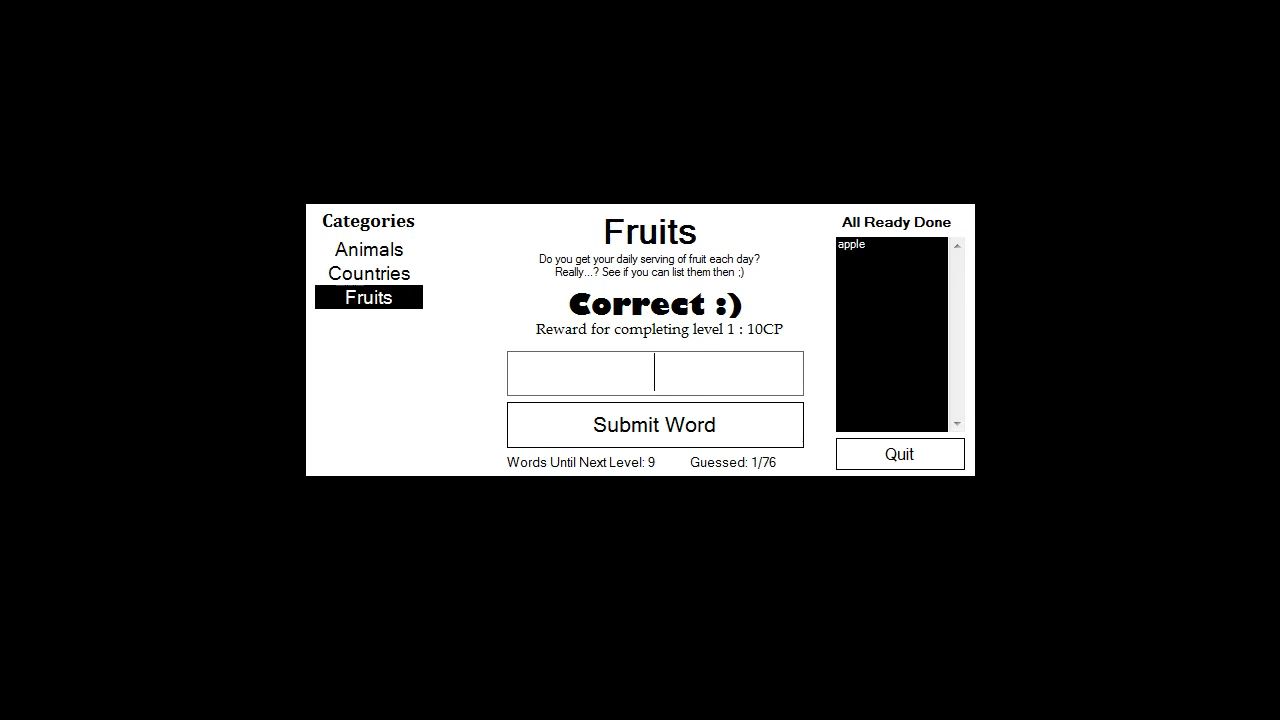 Categories
Animals
Countries
Fruits
Fruits
Do you get your daily serving of fruit each day?
Really...? See if you can list them then ;)
Correct :)
Reward for completing level 1 : 10CP
Submit Word
Words Until Next Level: 9
Guessed: 1/76
All Ready Done
apple
Quit